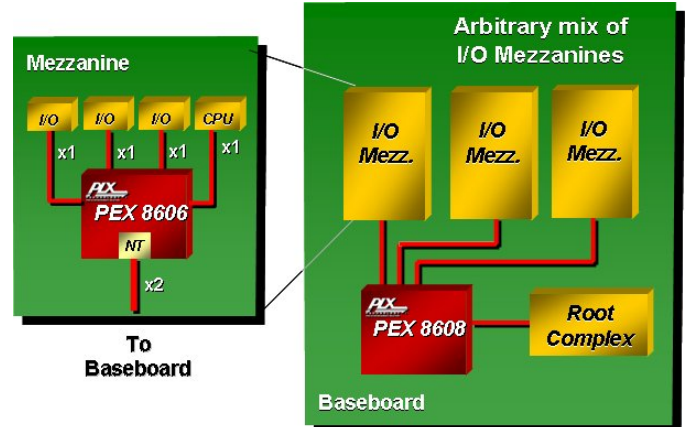 Mezzanine
I/O
I/O
I/O
CPU
x1
x1
x1
x1
PLX
PEX 8606
NT
x2
To
Baseboard
Arbitrary mix of
I/O Mezzanines
I/O
Mezz.
I/O
Mezz.
I/O
Mezz.
PLX
PEX 8608
Root
Complex
Baseboard